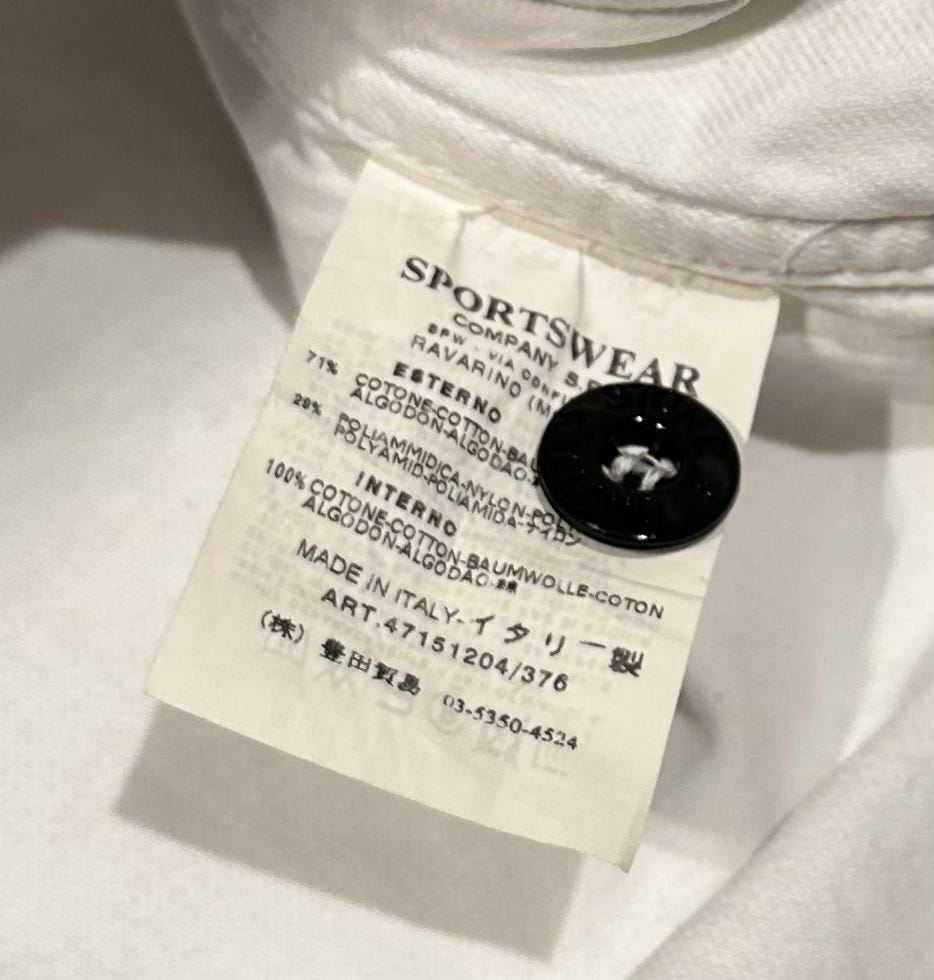 SPORTSWEAR
COMPANY S.P
SPW - VIA CONFI
RAVARINO (M
ESTERNO
71% COTONE-COTTON-BAU
ALGODON-ALGODAO-
29% POLIAMMIDICA-NYLON-POLY
POLYAMID-POLIAMIDA-ナイロン
INTERNO
100% COTONE-COTTON-BAUMWOLLE-COTON
ALGODON-ALGODAO-綿
MADE IN ITALY-イタリー製
ART.47151204/376
(株) 豊田貿易 03-5350-4524